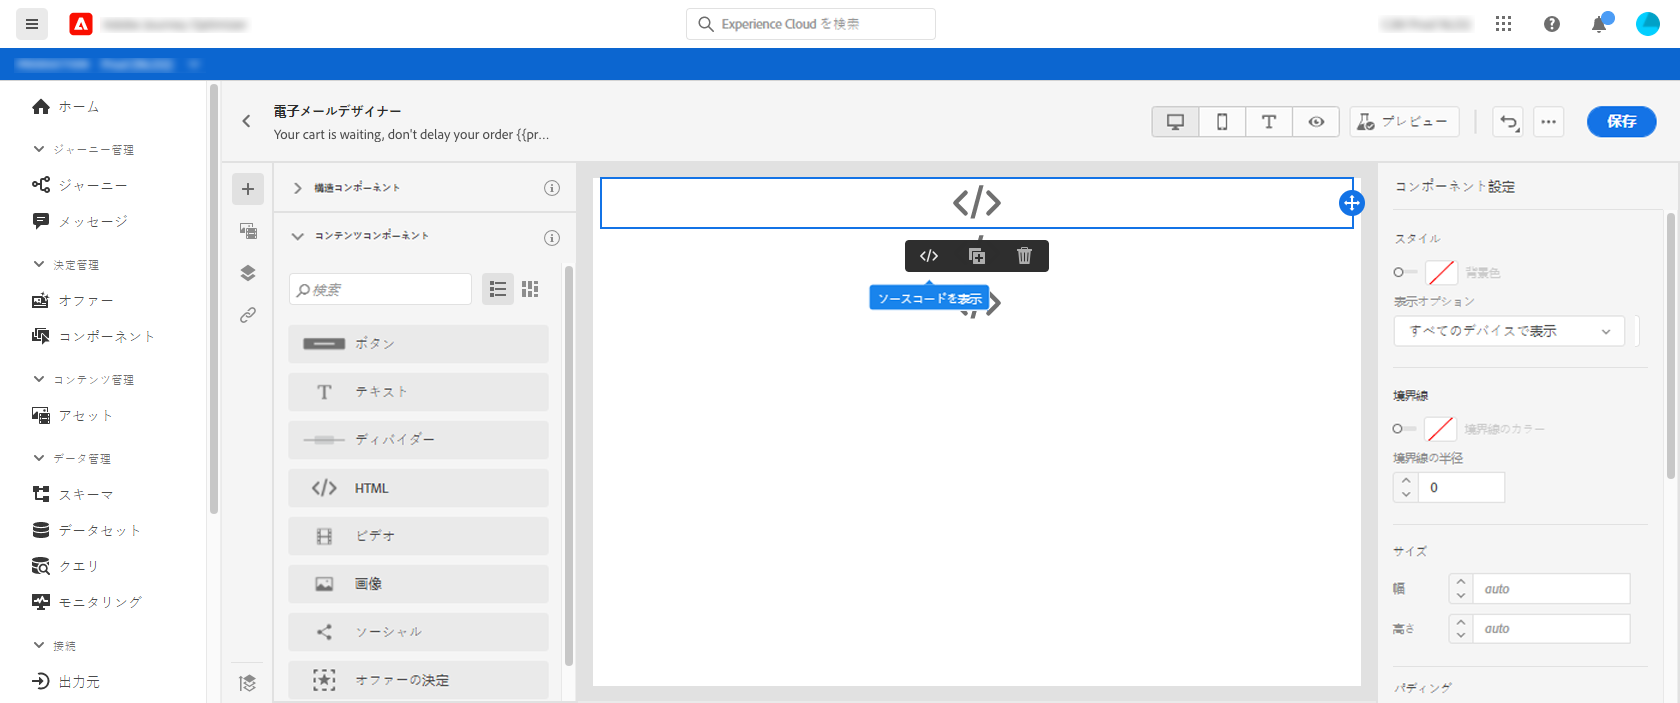 Experience Cloud を検索
ホーム
ジャーニー管理
ジャーニー
メッセージ
決定管理
オファー
コンポーネント
コンテンツ管理
アセット
データ管理
スキーマ
データセット
クエリ
モニタリング
接続
出力元
電子メールデザイナー
Your cart is waiting, don't delay your order {{pr...
プレビュー
保存
構造コンポーネント
コンテンツコンポーネント
検索
ボタン
テキスト
ディバイダー
HTML
ビデオ
画像
ソーシャル
オファーの決定
ソースコードを表示
コンポーネント設定
スタイル
背景色
表示オプション
すべてのデバイスで表示
境界線
境界線のカラー
境界線の半径
0
サイズ
幅
auto
高さ
auto
パディング